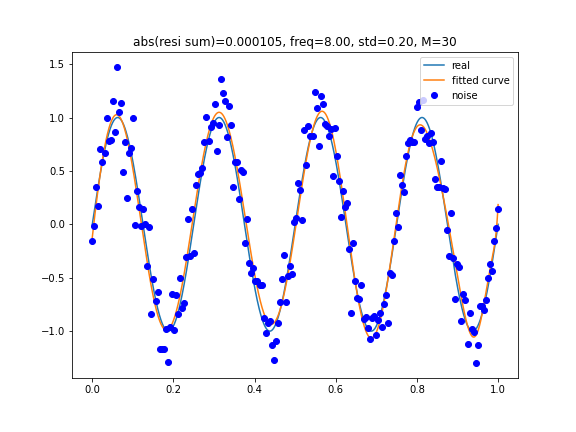 abs(resi sum)=0.000105, freq=8.00, std=0.20, M=30
real
fitted curve
noise
1.5
1.0
0.5
0.0
−0.5
−1.0
0.0 0.2 0.4 0.6 0.8 1.0